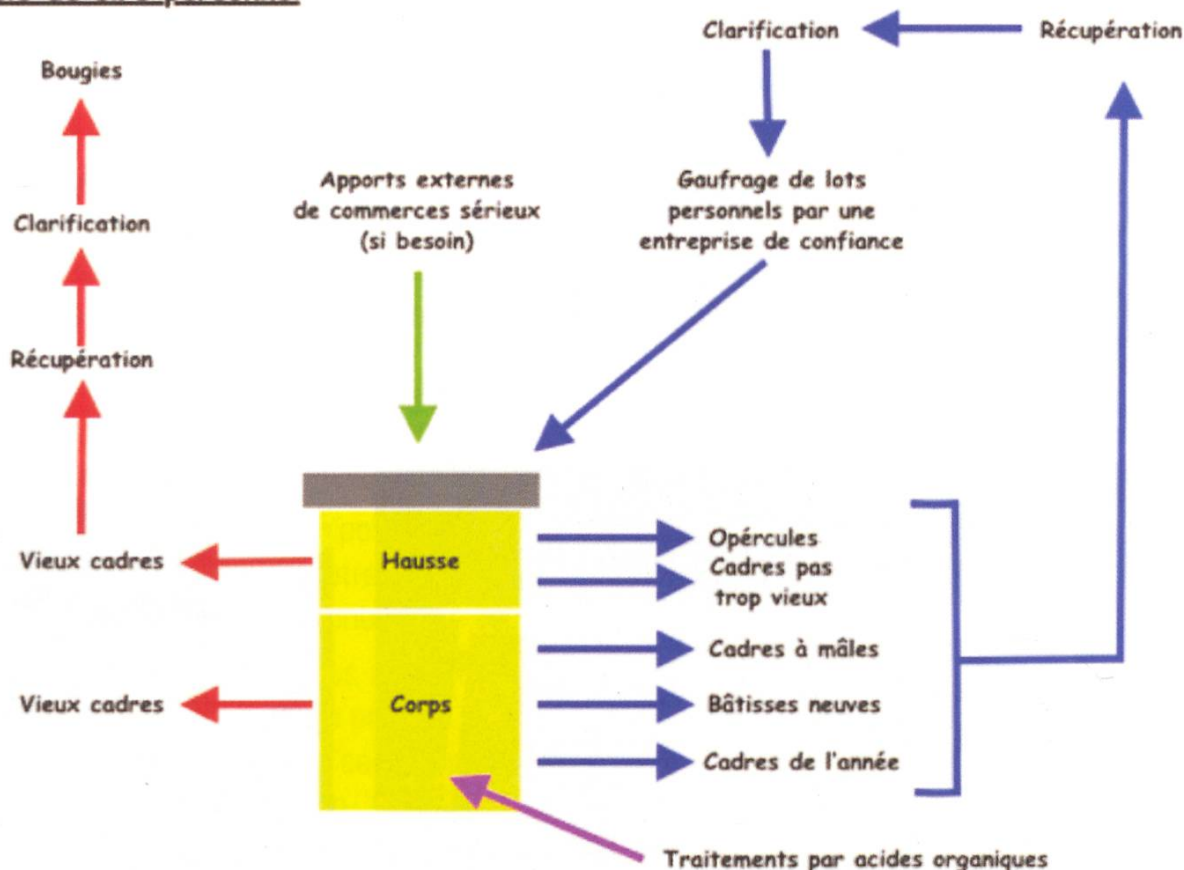 Clarification
Récupération
Bougies
Apports externes
de commerces sérieux
(si besoin)
Gaufrage de lots
personnels par une
entreprise de confiance
Clarification
Récupération
Vieux cadres
Hausse
Opércules
Cadres pas
trop vieux
Cadres à mâles
Vieux cadres
Corps
Bâtisses neuves
Cadres de l'année
Traitements par acides organiques